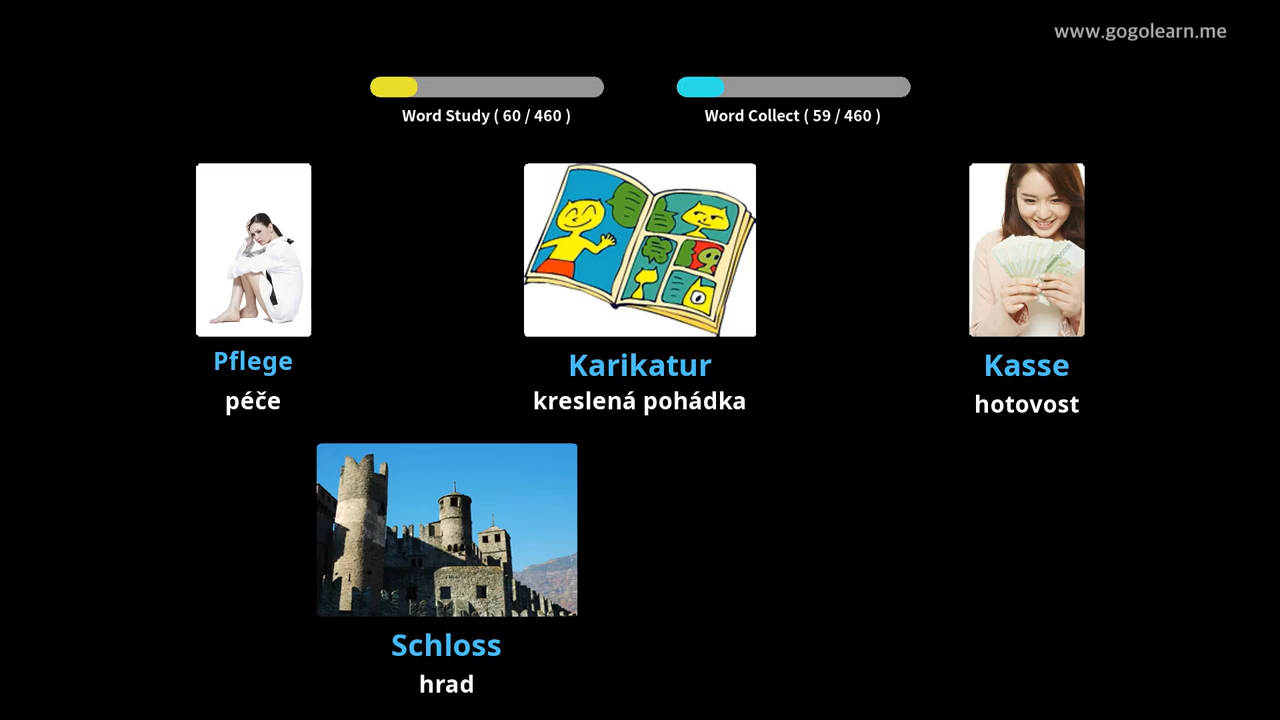 www.gogolearn.me
Word Study ( 60 / 460 )
Word Collect ( 59 / 460 )
Pflege
péče
Karikatur
kreslená pohádka
Kasse
hotovost
Schloss
hrad